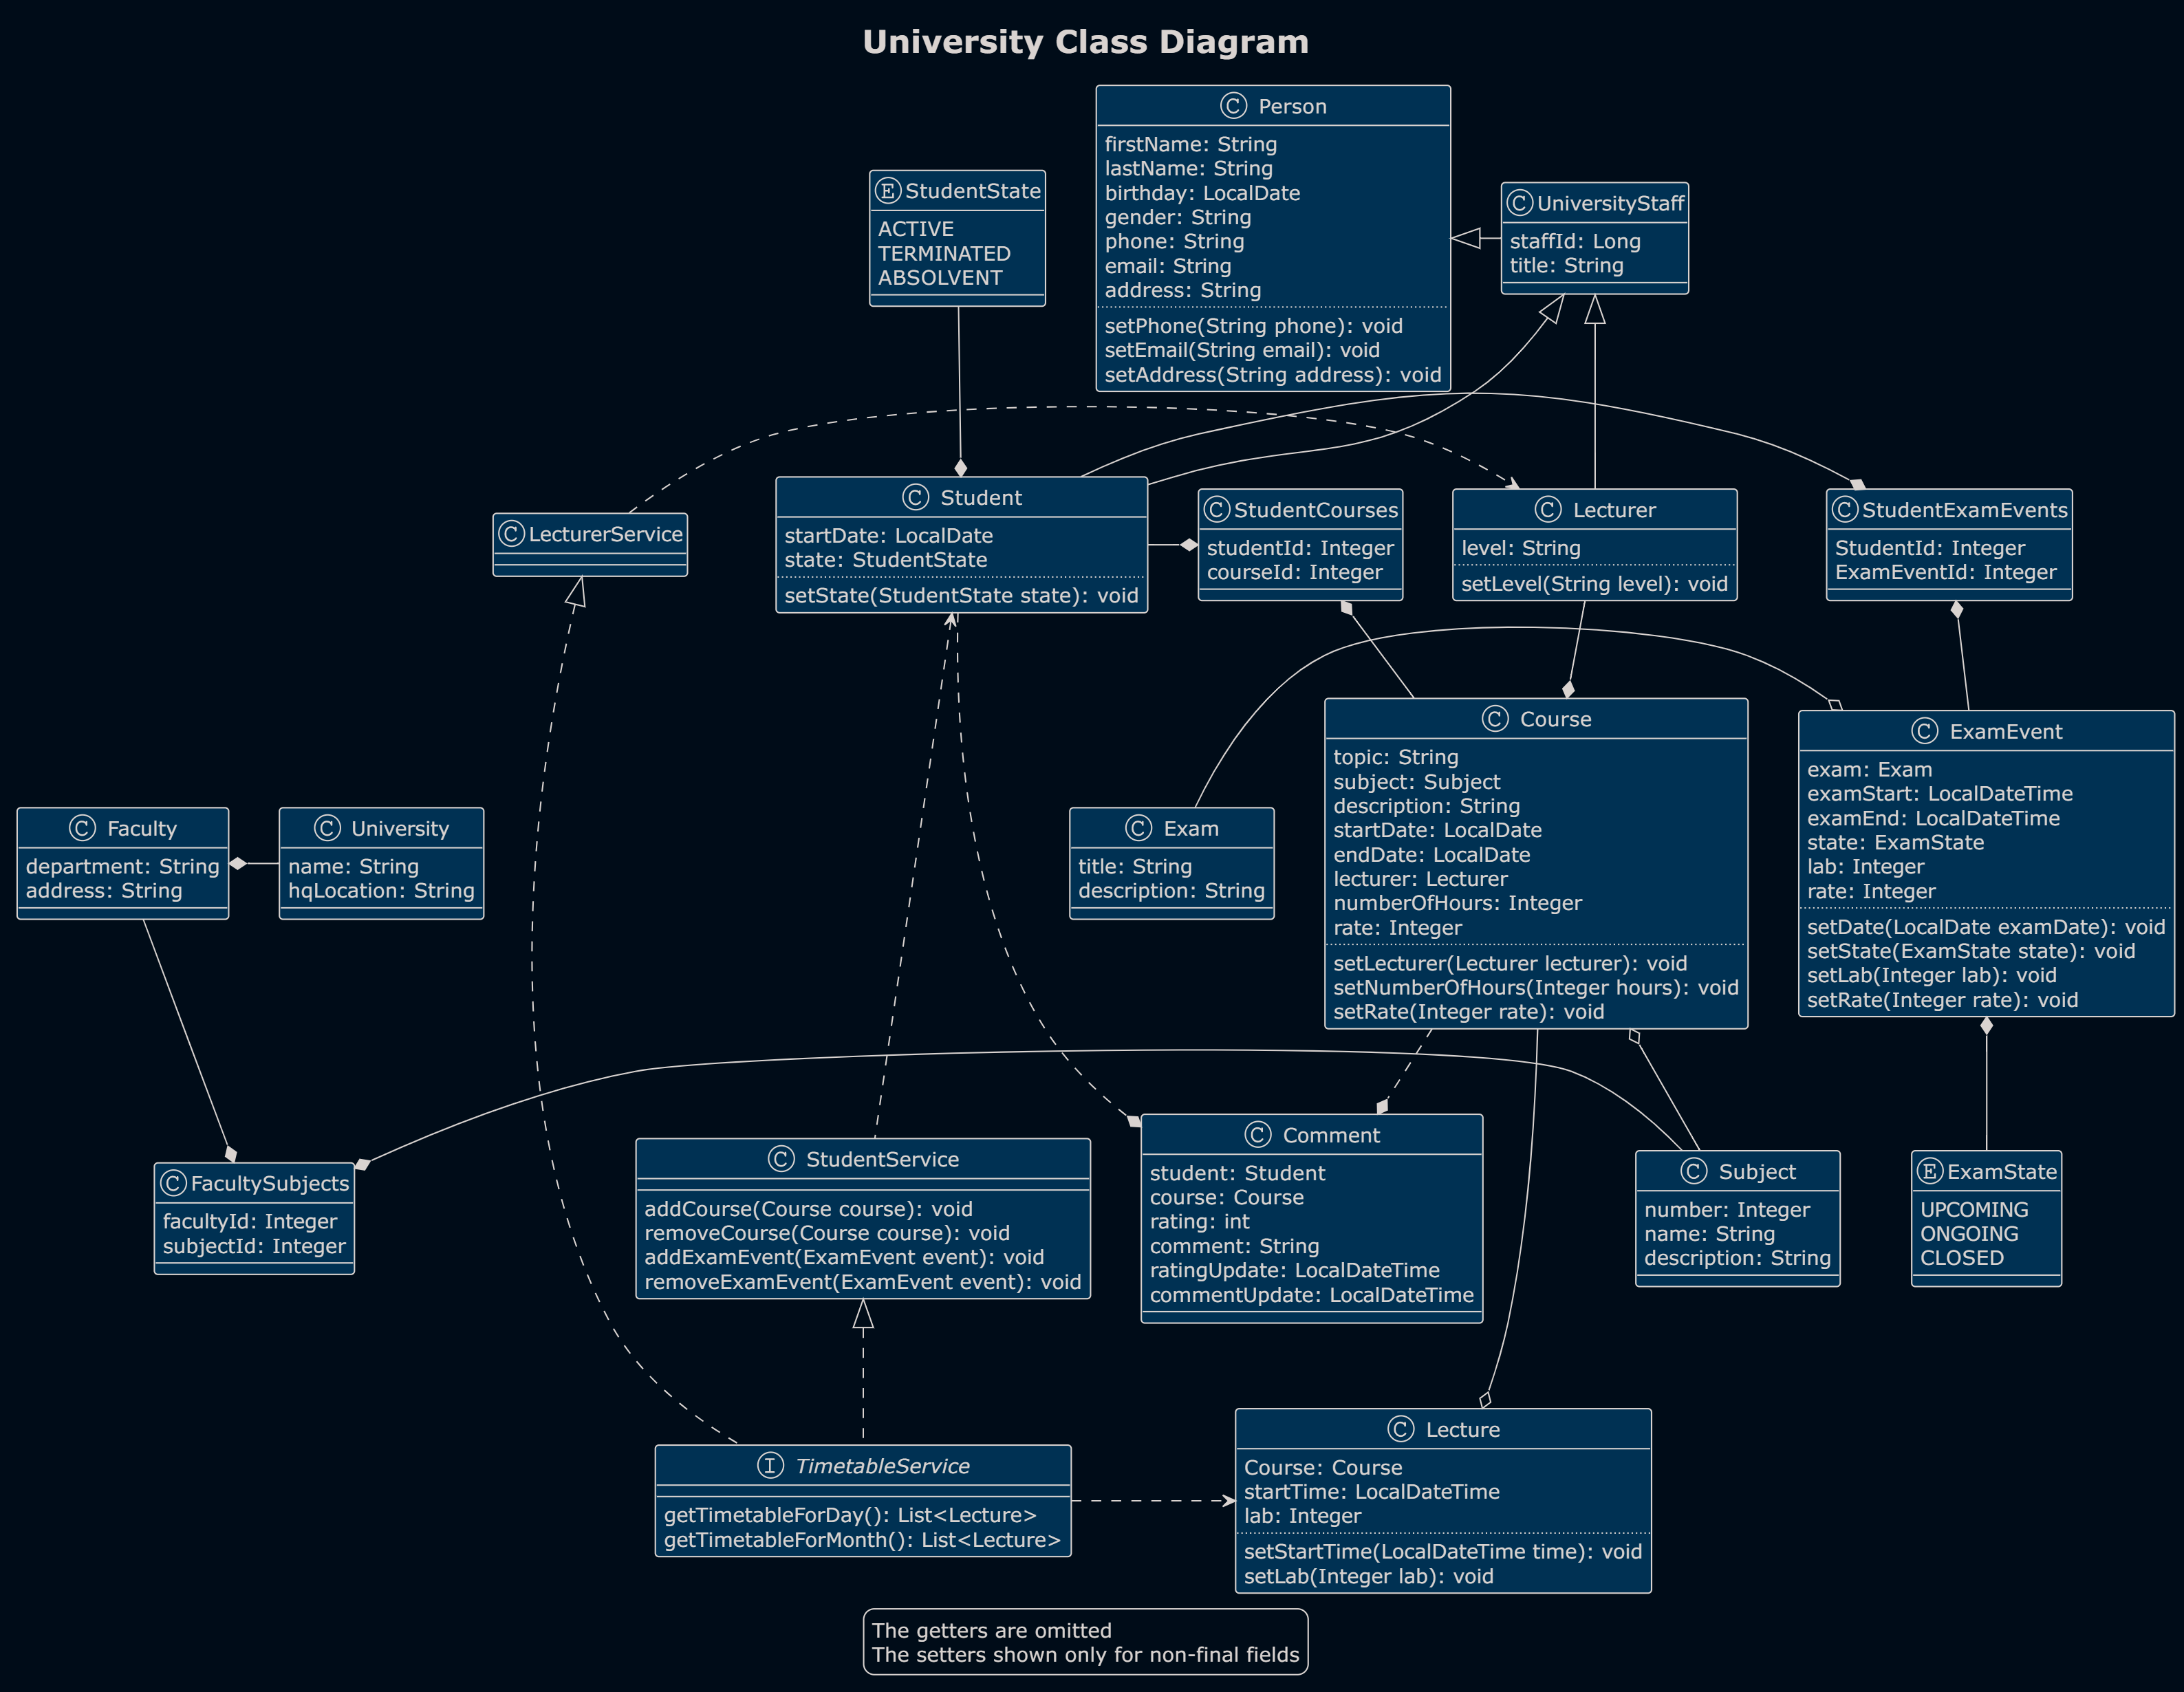 University Class Diagram
C Person
firstName: String
lastName: String
birthday: LocalDate
gender: String
phone: String
email: String
address: String
setPhone(String phone): void
setEmail(String email): void
setAddress(String address): void
E StudentState
ACTIVE
TERMINATED
ABSOLVENT
C UniversityStaff
staffId: Long
title: String
C LecturerService
C Student
startDate: LocalDate
state: StudentState
setState(StudentState state): void
C StudentCourses
studentId: Integer
courseId: Integer
C Lecturer
level: String
setLevel(String level): void
C StudentExamEvents
StudentId: Integer
ExamEventId: Integer
C Faculty
department: String
address: String
C University
name: String
hqLocation: String
C Exam
title: String
description: String
C Course
topic: String
subject: Subject
description: String
startDate: LocalDate
endDate: LocalDate
lecturer: Lecturer
numberOfHours: Integer
rate: Integer
setLecturer(Lecturer lecturer): void
setNumberOfHours(Integer hours): void
setRate(Integer rate): void
C ExamEvent
exam: Exam
examStart: LocalDateTime
examEnd: LocalDateTime
state: ExamState
lab: Integer
rate: Integer
setDate(LocalDate examDate): void
setState(ExamState state): void
setLab(Integer lab): void
setRate(Integer rate): void
C FacultySubjects
facultyId: Integer
subjectId: Integer
C StudentService
addCourse(Course course): void
removeCourse(Course course): void
addExamEvent(ExamEvent event): void
removeExamEvent(ExamEvent event): void
C Comment
student: Student
course: Course
rating: int
comment: String
ratingUpdate: LocalDateTime
commentUpdate: LocalDateTime
C Subject
number: Integer
name: String
description: String
E ExamState
UPCOMING
ONGOING
CLOSED
I TimetableService
getTimetableForDay(): List<Lecture>
getTimetableForMonth(): List<Lecture>
C Lecture
Course: Course
startTime: LocalDateTime
lab: Integer
setStartTime(LocalDateTime time): void
setLab(Integer lab): void
The getters are omitted
The setters shown only for non-final fields